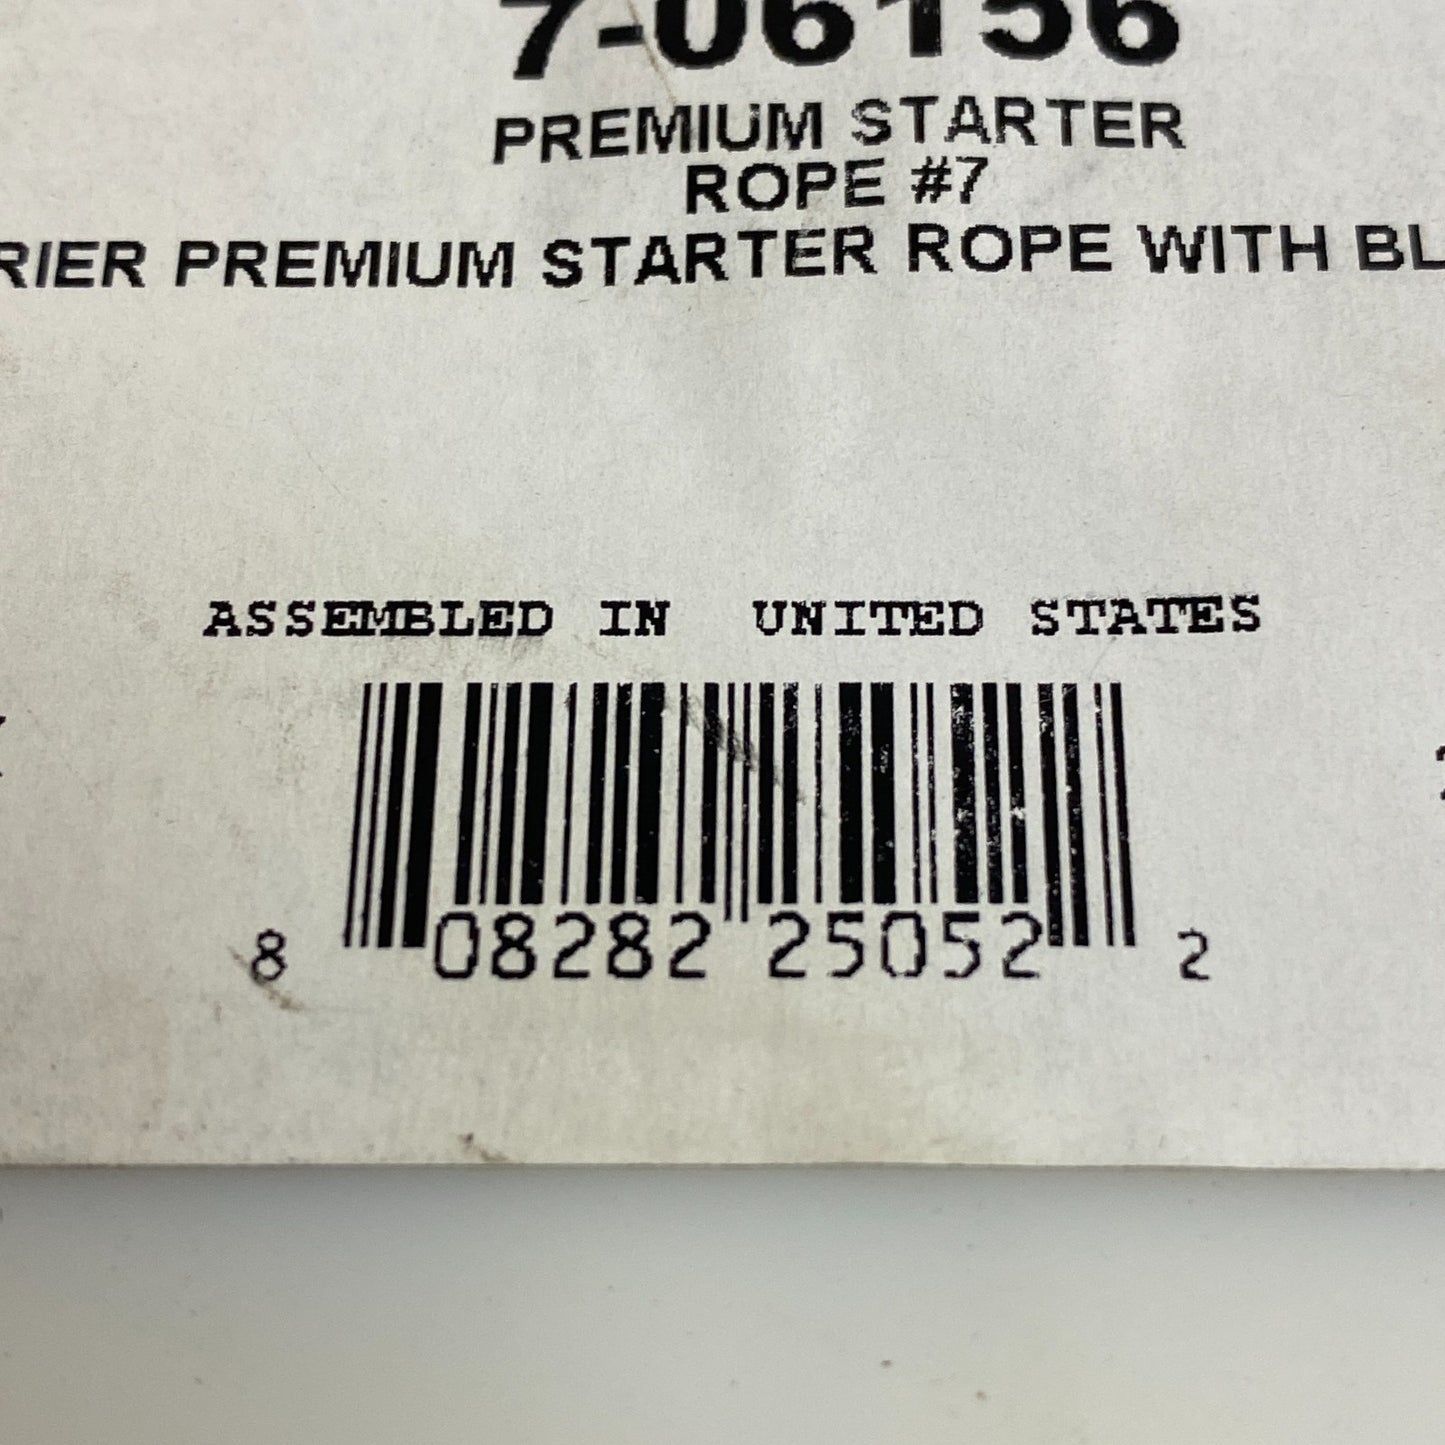 7-06156
PREMIUM STARTER
ROPE #7
RIER PREMIUM STARTER ROPE WITH BL
ASSEMBLED IN UNITED STATES
8 08282 25052 2